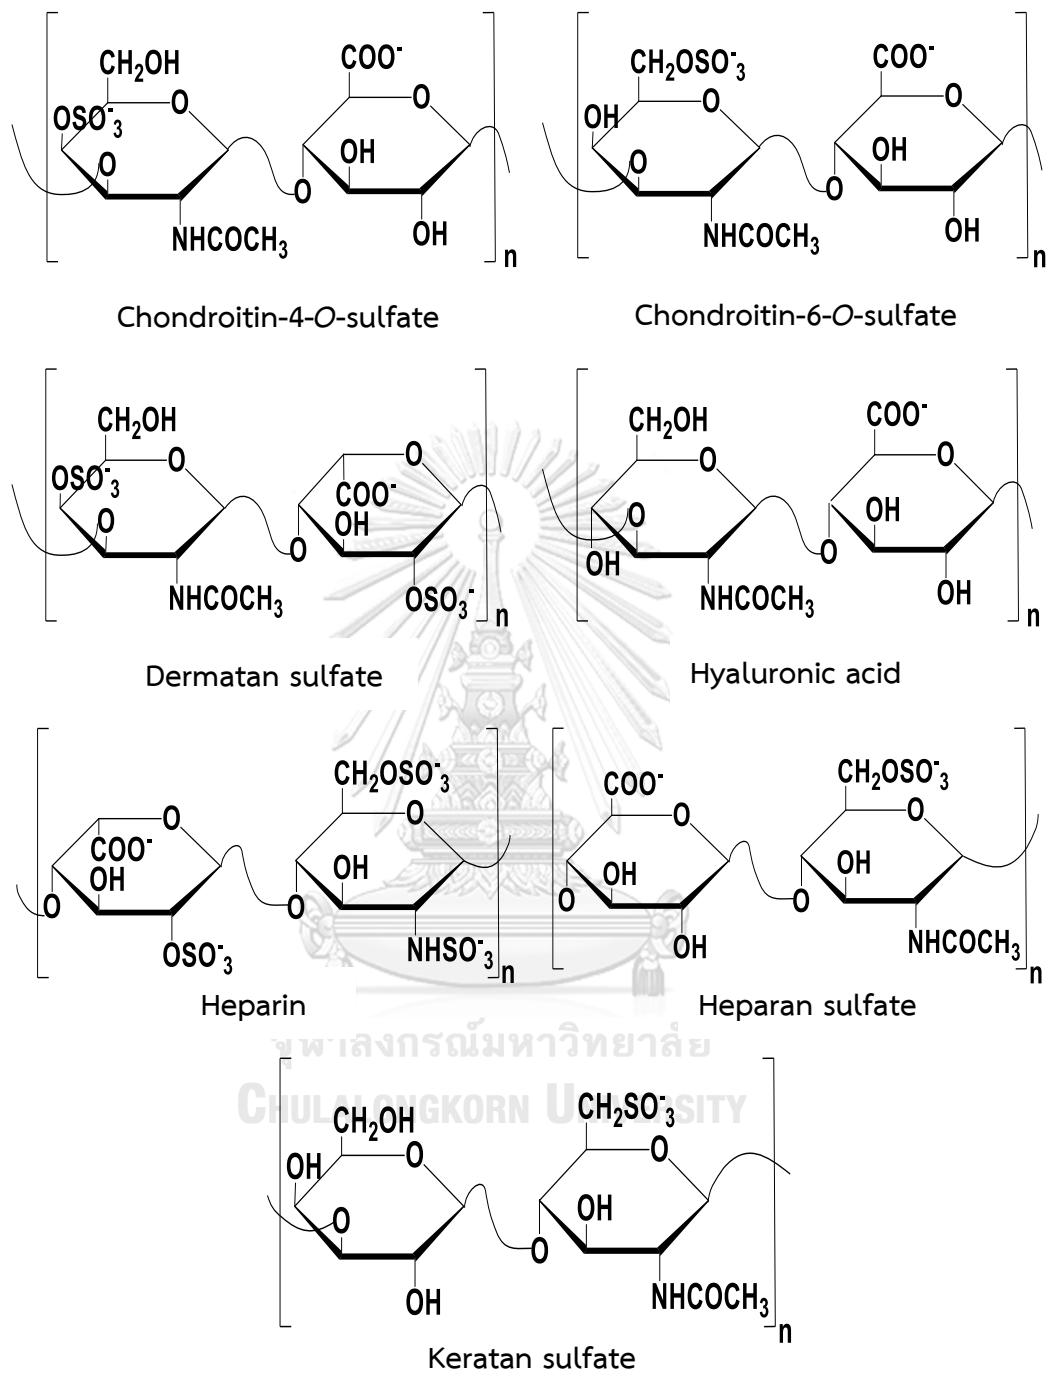 CH₂OH
COO⁻
O
O
OSO⁻₃
O
OH
O
NHCOCH₃
OH
n
Chondroitin-4-O-sulfate
CH₂OSO⁻₃
COO⁻
O
O
OH
O
OH
O
NHCOCH₃
OH
n
Chondroitin-6-O-sulfate
CH₂OH
O
O
OSO⁻₃
COO⁻
O
OH
O
NHCOCH₃
OSO₃⁻
n
Dermatan sulfate
CH₂OH
COO⁻
O
O
O
OH
OH
O
NHCOCH₃
OH
n
Hyaluronic acid
CH₂OSO⁻₃
O
O
COO⁻
OH
OH
O
O
OSO⁻₃
NHSO⁻₃
n
Heparin
COO⁻
CH₂OSO⁻₃
O
O
OH
OH
O
O
OH
NHCOCH₃
n
Heparan sulfate
จุฬาลงกรณ์มหาวิทยาลัย
CHULALONGKORN UNIVERSITY
CH₂OH
CH₂SO⁻₃
O
O
OH
O
OH
O
OH
NHCOCH₃
n
Keratan sulfate